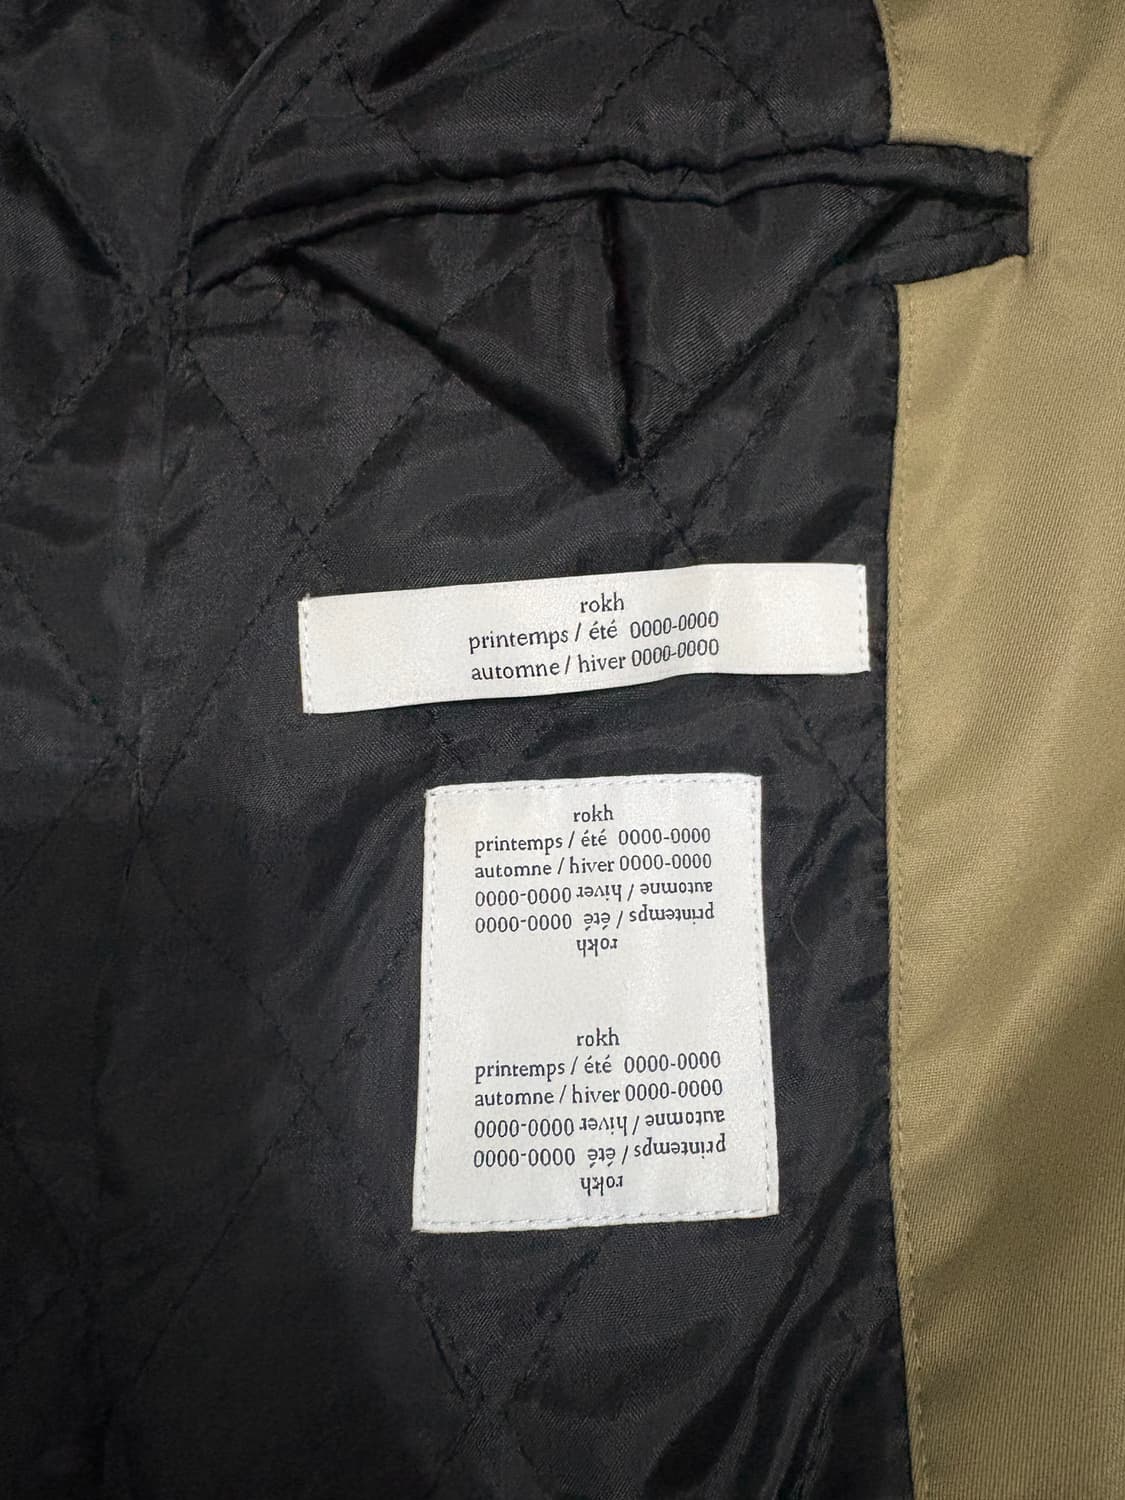 rokh
printemps / été 0000-0000
automne / hiver 0000-0000
rokh
printemps / été 0000-0000
automne / hiver 0000-0000
automne / hiver 0000-0000
printemps / été 0000-0000
rokh
rokh
printemps / été 0000-0000
automne / hiver 0000-0000
automne / hiver 0000-0000
printemps / été 0000-0000
rokh